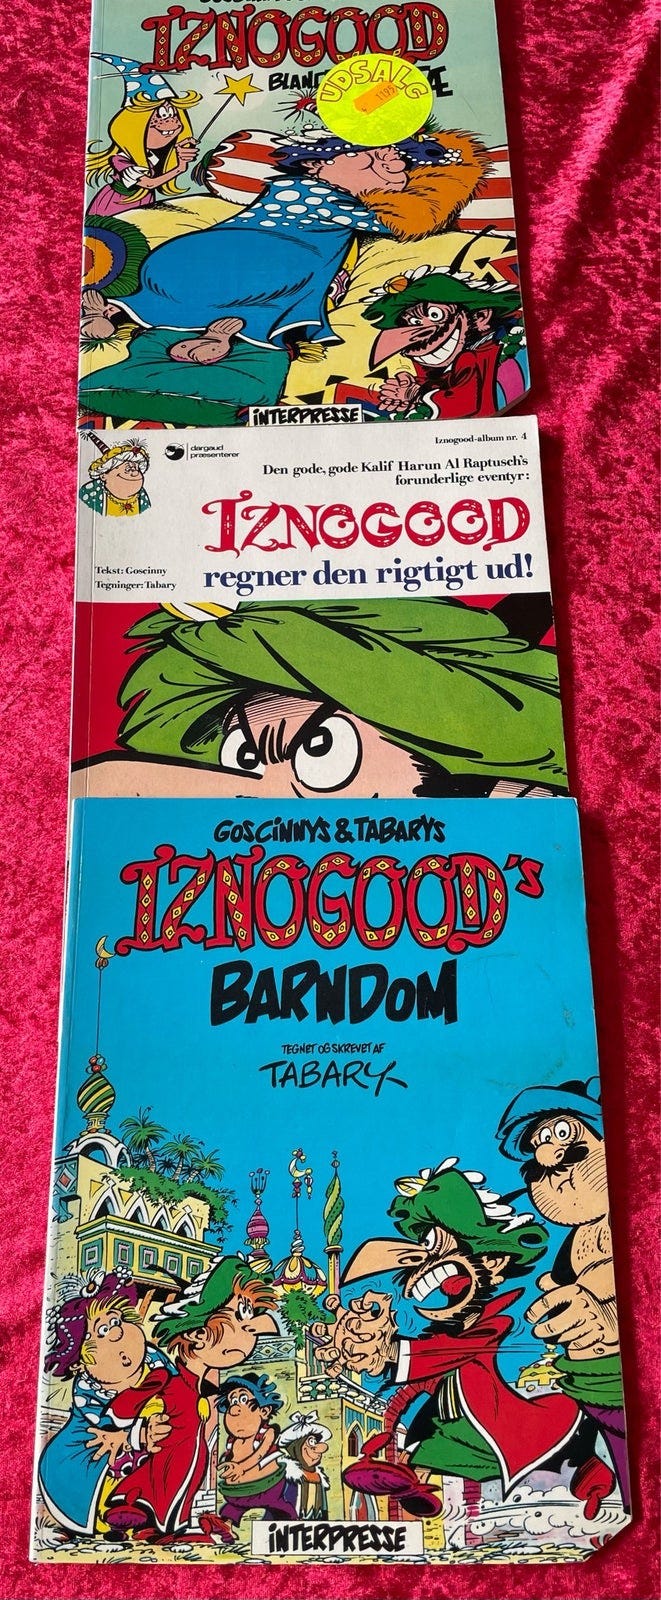 IZNOGOOD
UDSALG
dargaud
præsenterer
Iznogood-album nr. 4
Den gode, gode Kalif Harun Al Raptusch's
forunderlige eventyr:
IZNOGOOD
regner den rigtigt ud!
Tekst: Goscinny
Tegninger: Tabary
INTERPRESSE
GOSCINNYS & TABARYS
IZNOGOOD's
BARNDOM
TEGNET OG SKREVET AF
TABARY
INTERPRESSE